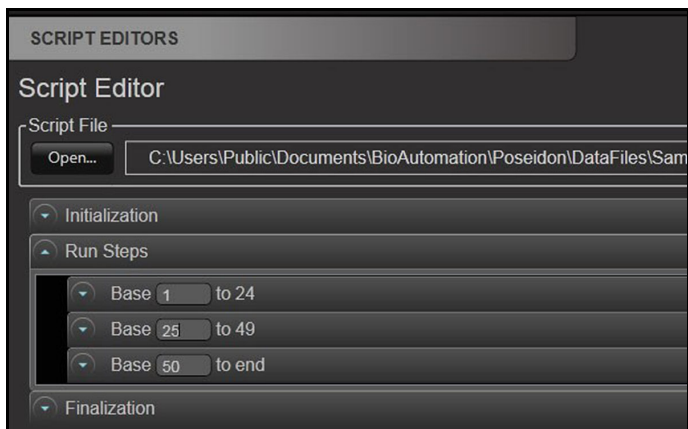 SCRIPT EDITORS
Script Editor
Script File
Open... C:\Users\Public\Documents\BioAutomation\Poseidon\DataFiles\Sam
Initialization
Run Steps
Base 1 to 24
Base 25 to 49
Base 50 to end
Finalization